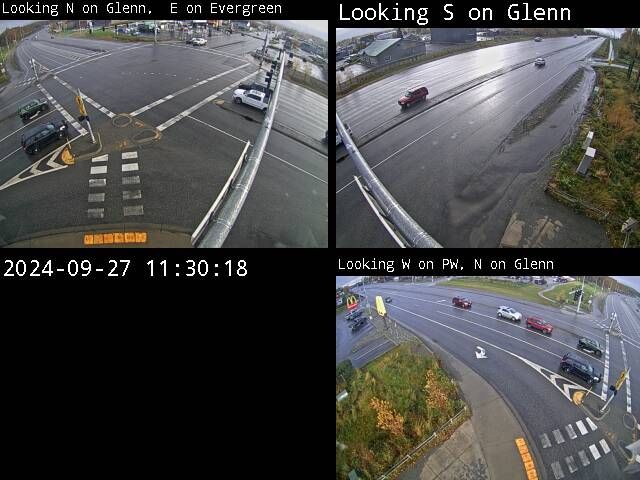 Looking N on Glenn,  E on Evergreen
Looking S on Glenn
2024-09-27 11:30:18
Looking W on PW, N on Glenn